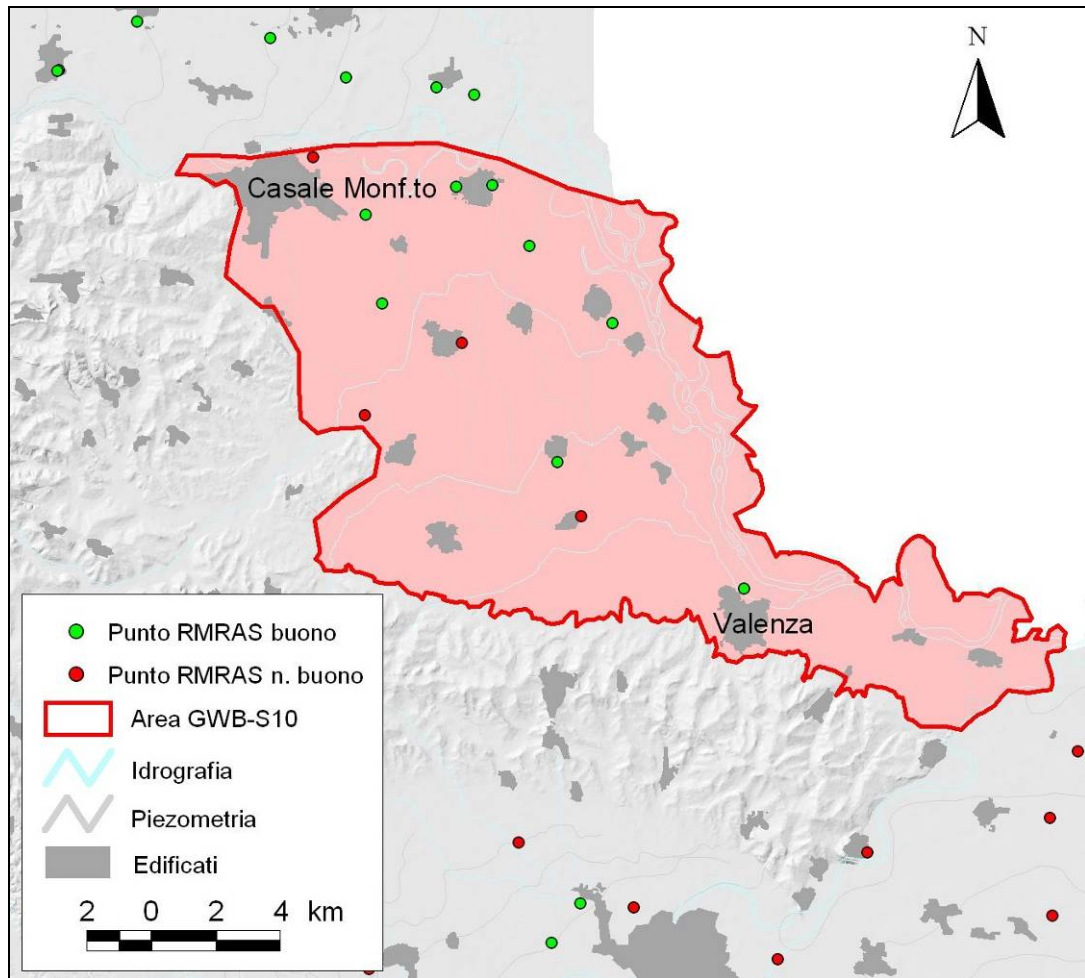 N
Casale Monf.to
Valenza
Punto RMRAS buono
Punto RMRAS n. buono
Area GWB-S10
Idrografia
Piezometria
Edificati
2 0 2 4 km